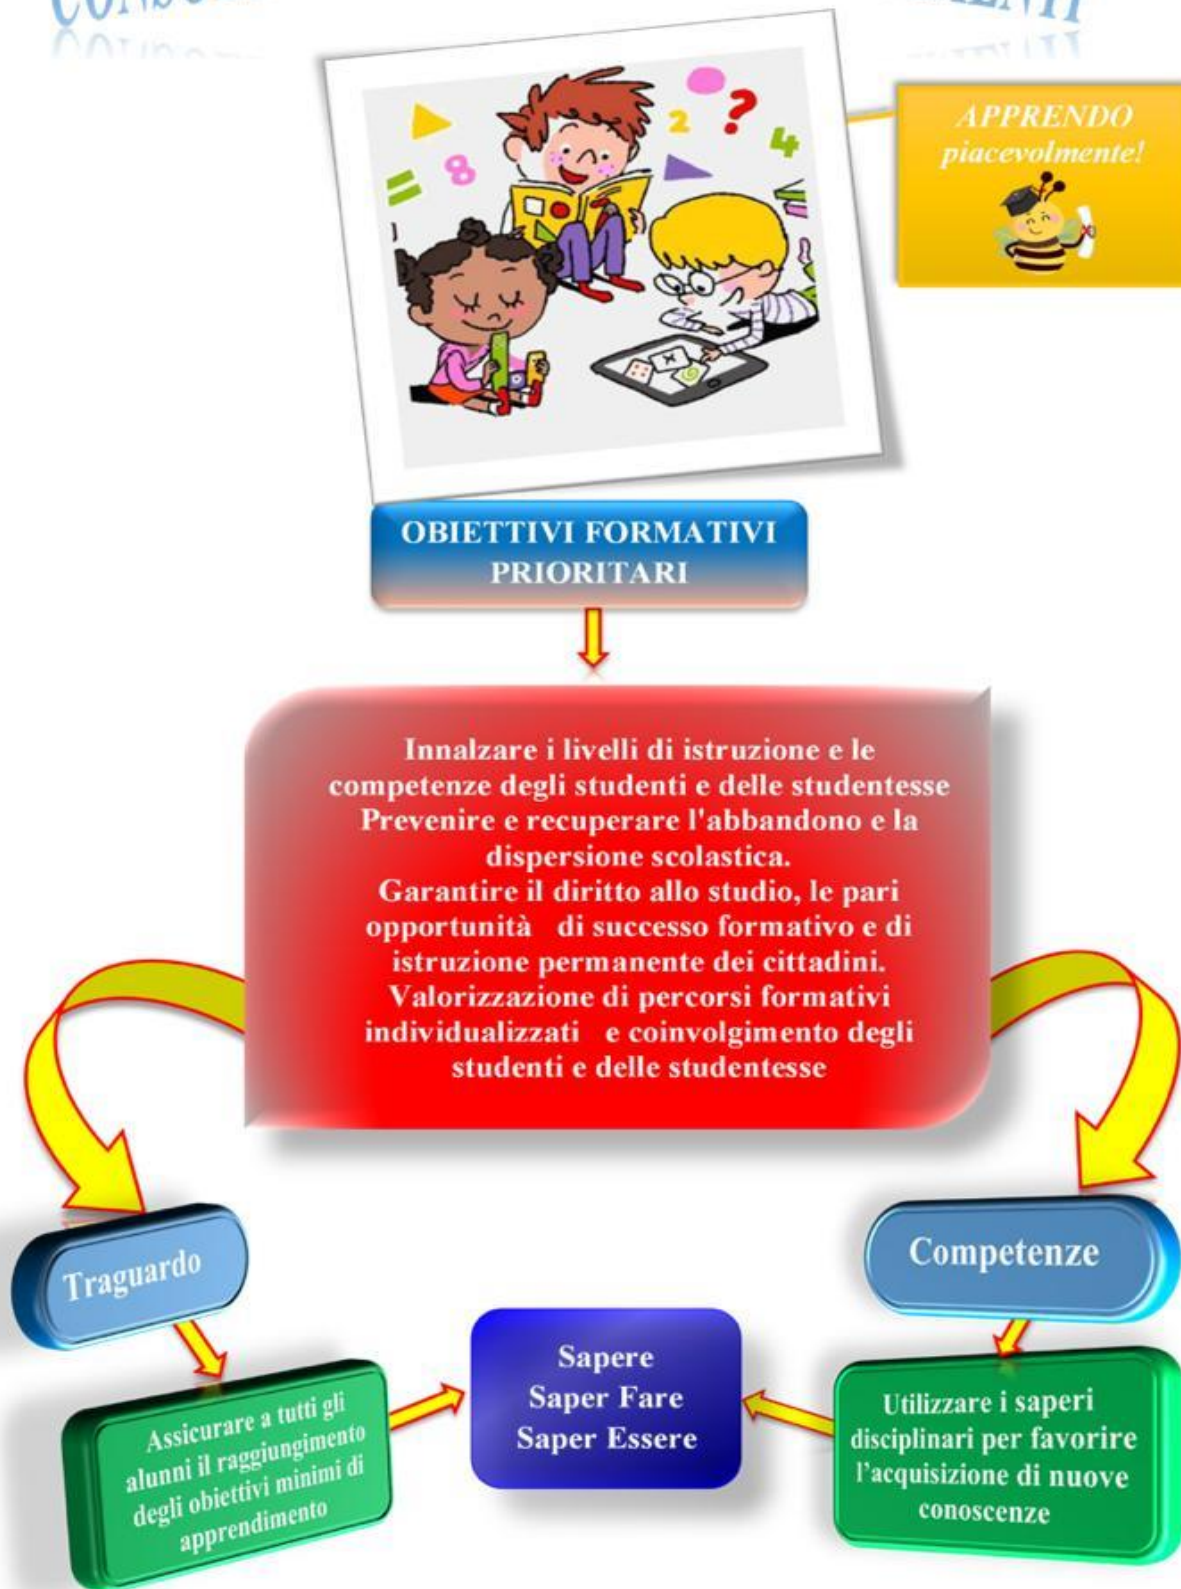 APPRENDO
piacevolmente!
8
2
?
4
=
OBIETTIVI FORMATIVI
PRIORITARI
Innalzare i livelli di istruzione e le
competenze degli studenti e delle studentesse
Prevenire e recuperare l'abbandono e la
dispersione scolastica.
Garantire il diritto allo studio, le pari
opportunità di successo formativo e di
istruzione permanente dei cittadini.
Valorizzazione di percorsi formativi
individualizzati e coinvolgimento degli
studenti e delle studentesse
Traguardo
Competenze
Assicurare a tutti gli
alunni il raggiungimento
degli obiettivi minimi di
apprendimento
Sapere
Saper Fare
Saper Essere
Utilizzare i saperi
disciplinari per favorire
l'acquisizione di nuove
conoscenze